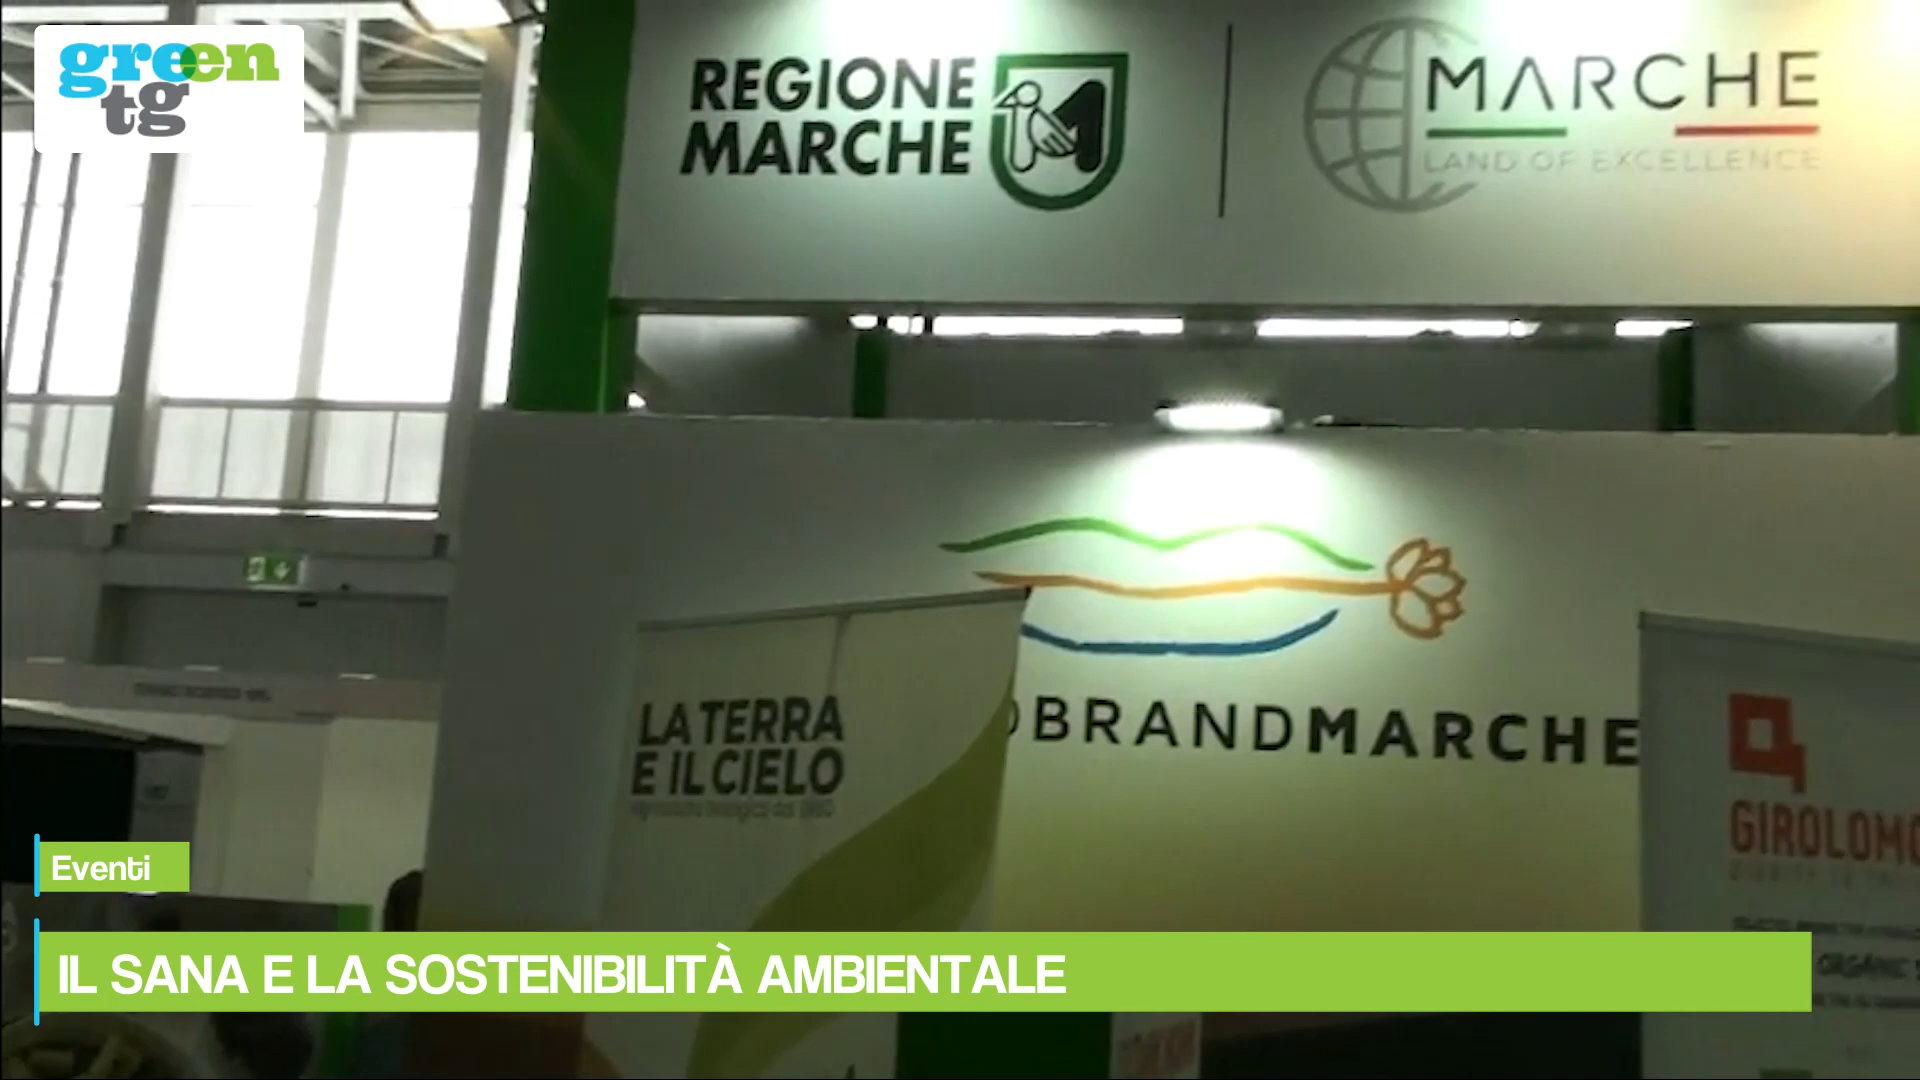 green
tg
REGIONE
MARCHE
MARCHE
LAND OF EXCELLENCE
LA TERRA
E IL CIELO
BRANDMARCHE
GIROLOMO
Eventi
IL SANA E LA SOSTENIBILITÀ AMBIENTALE